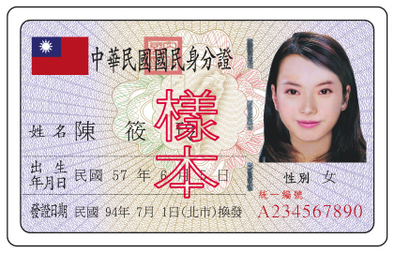 中華民國國民身分證
樣本
姓名 陳 筱
出生年月日 民國 57 年 6 月 5 日
性別 女
統一編號
發證日期 民國 94年 7月 1日(北市)換發
A234567890